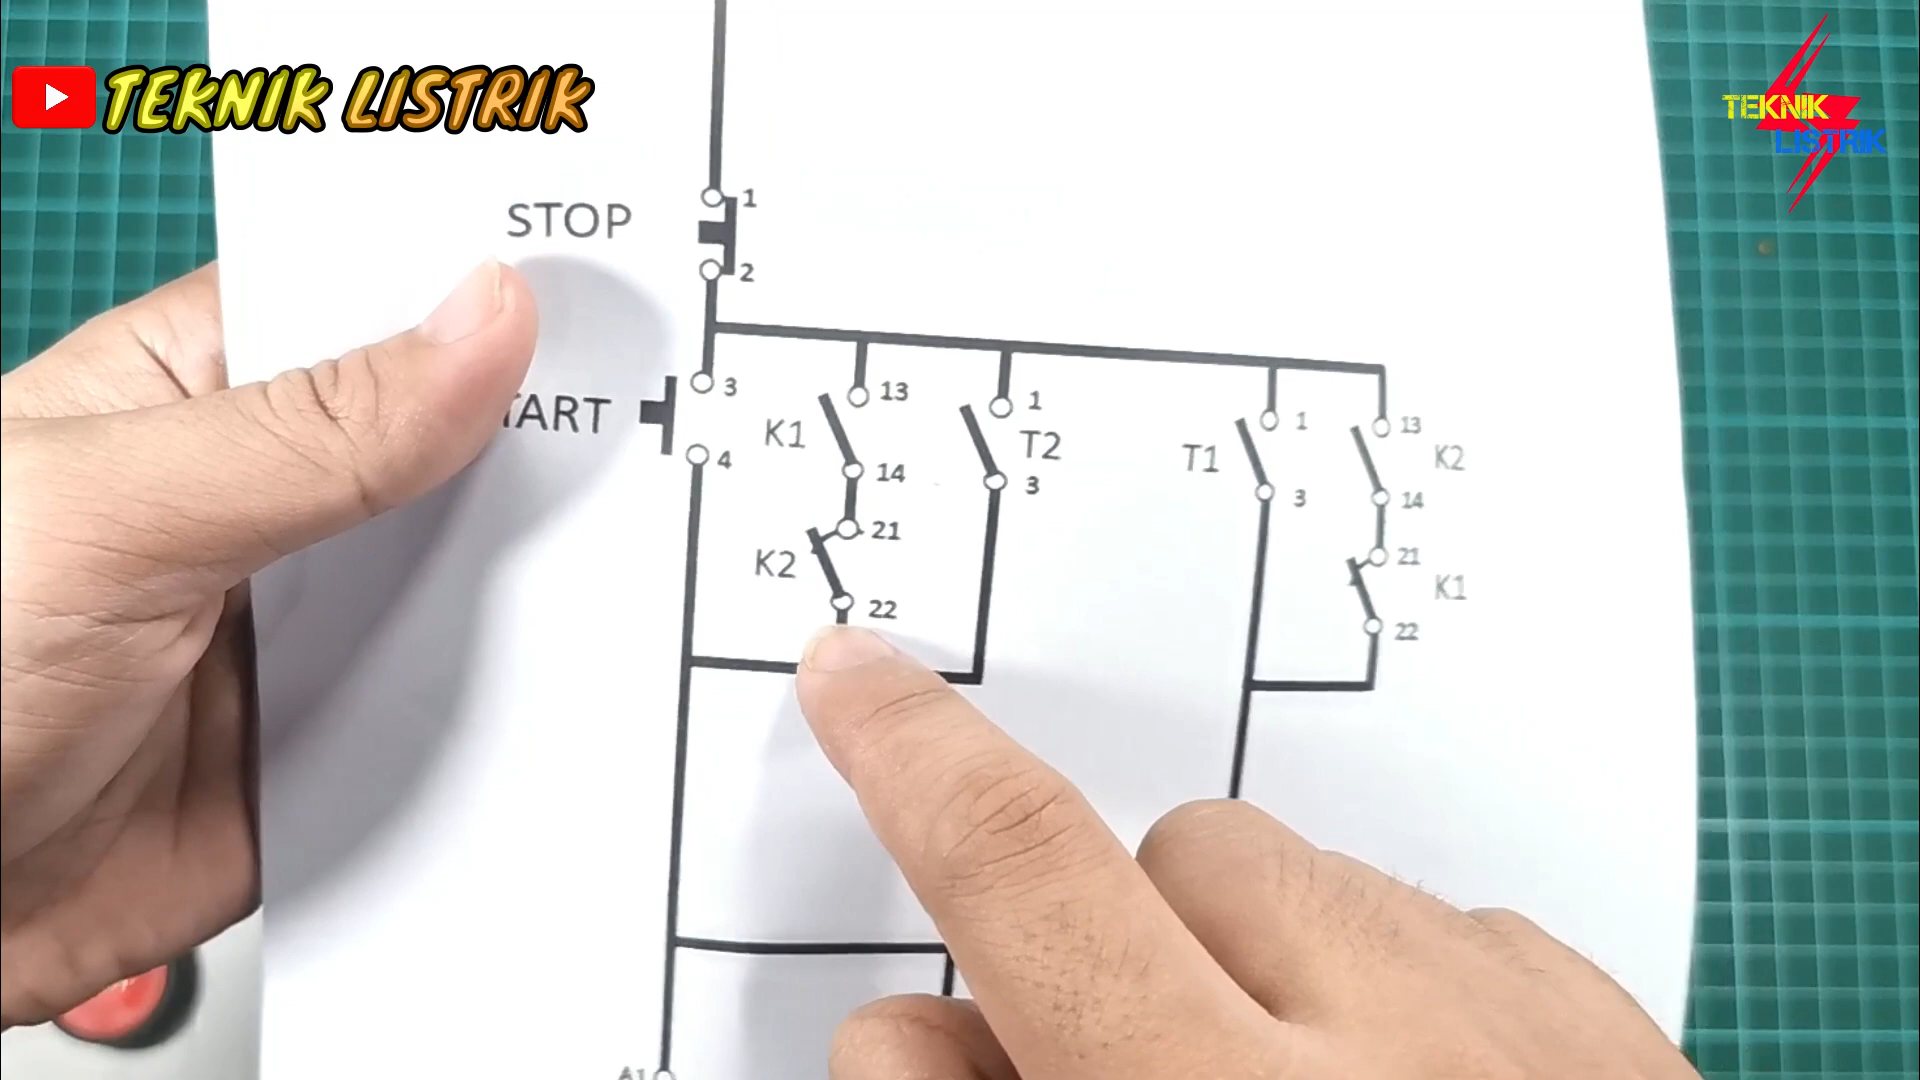 TEKNIK LISTRIK
TEKNIK
LISTRIK
STOP
1
2
TART
3
4
K1
13
14
K2
21
22
1
T2
3
T1
1
3
13
K2
14
21
K1
22
A1